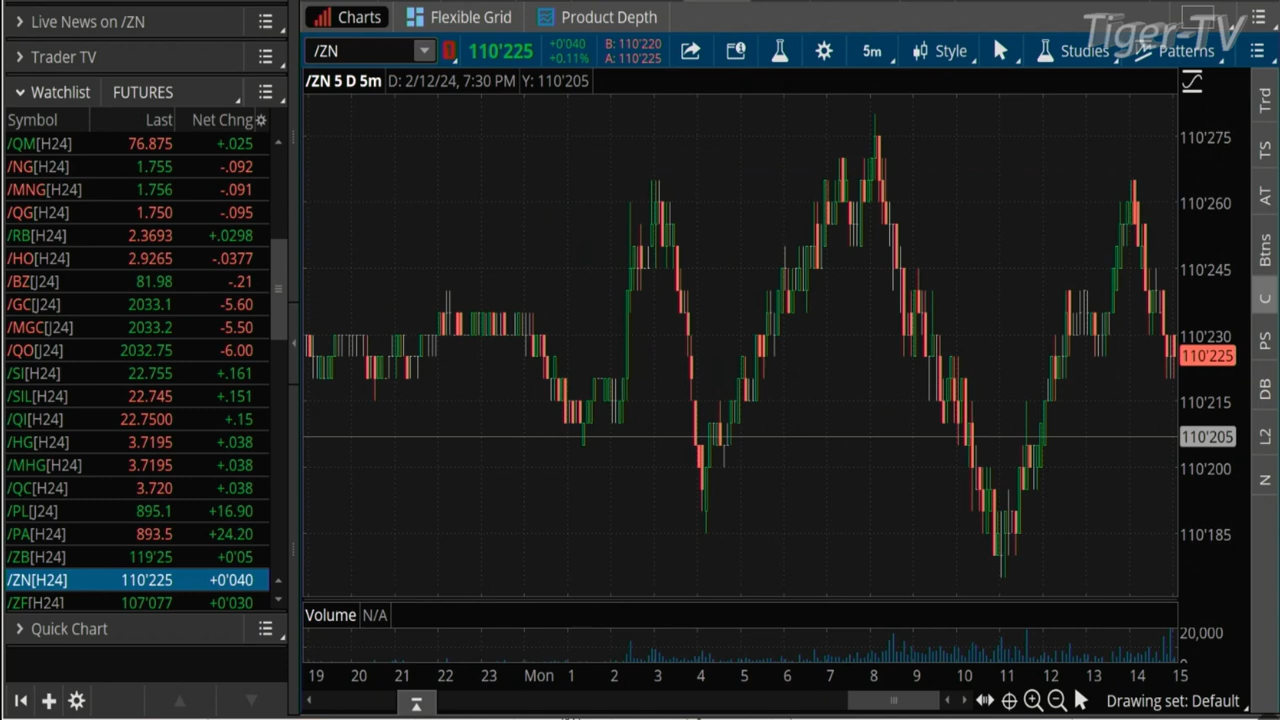 Live News on /ZN
Trader TV
Watchlist FUTURES
Symbol Last Net Chng
/QM[H24] 76.875 +.025
/NG[H24] 1.755 -.092
/MNG[H24] 1.756 -.091
/QG[H24] 1.750 -.095
/RB[H24] 2.3693 +.0298
/HO[H24] 2.9265 -.0377
/BZ[J24] 81.98 -.21
/GC[J24] 2033.1 -5.60
/MGC[J24] 2033.2 -5.50
/QO[J24] 2032.75 -6.00
/SI[H24] 22.755 +.161
/SIL[H24] 22.745 +.151
/QI[H24] 22.7500 +.15
/HG[H24] 3.7195 +.038
/MHG[H24] 3.7195 +.038
/QC[H24] 3.720 +.038
/PL[J24] 895.1 +16.90
/PA[H24] 893.5 +24.20
/ZB[H24] 119'25 +0'05
/ZN[H24] 110'225 +0'040
/ZF[H24] 107'077 +0'030
Quick Chart
Charts Flexible Grid Product Depth
Tiger-TV
/ZN D 110'225 +0'040 +0.11% B: 110'220 A: 110'225 5m Style Studies Patterns
/ZN 5 D 5m D: 2/12/24, 7:30 PM Y: 110'205
110'275
110'260
110'245
110'230
110'225
110'215
110'205
110'200
110'185
Volume N/A
20,000
0
19 20 21 22 23 Mon 1 2 3 4 5 6 7 8 9 10 11 12 13 14 15
Drawing set: Default
Trd
TS
AT
Btns
C
PS
DB
L2
N